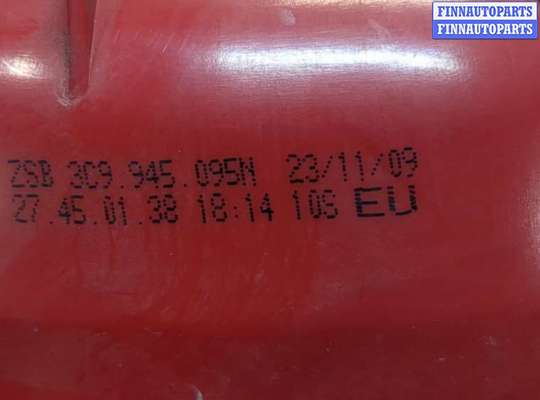 FINNAUTOPARTS
FINNAUTOPARTS
ZSB 3C9.945.095N 23/11/09
27.45.01.38 18:14 10S EU